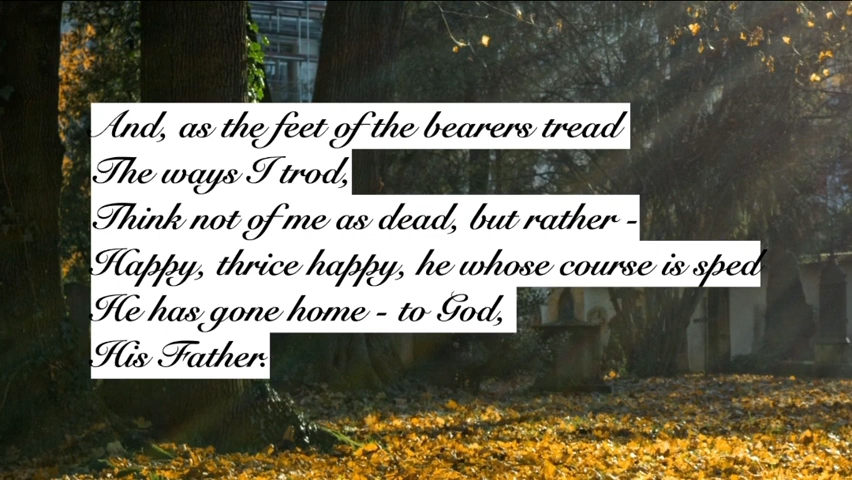 And, as the feet of the bearers tread
The ways I trod,
Think not of me as dead, but rather -
Happy, thrice happy, he whose course is sped
He has gone home - to God,
His Father.